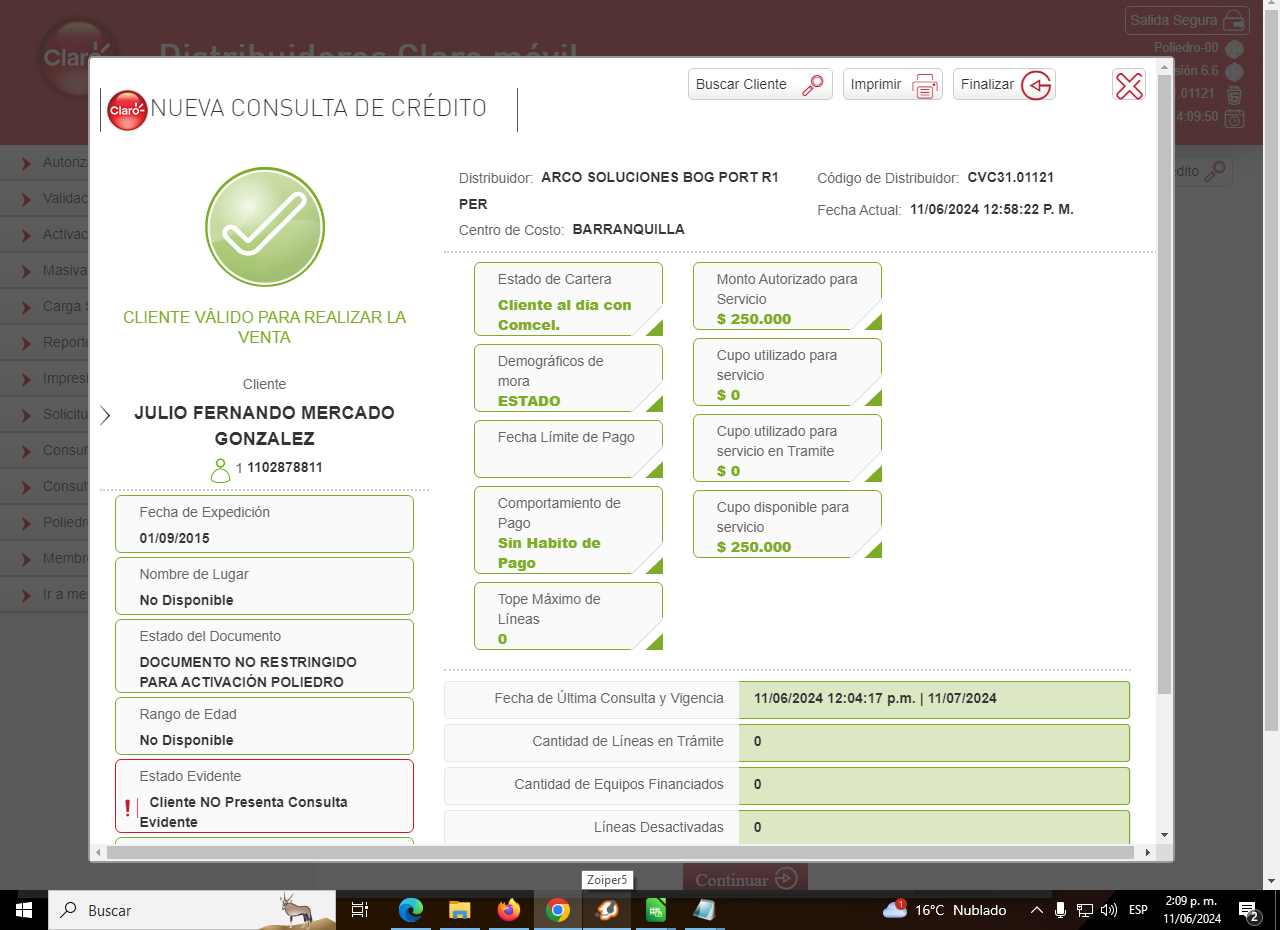 Distribuidores Claro móvil
Salida Segura
Poliedro-00
sión 6.6
.01121
4:09:50
Claro
NUEVA CONSULTA DE CRÉDITO
Buscar Cliente
Imprimir
Finalizar
CLIENTE VÁLIDO PARA REALIZAR LA
VENTA
Cliente
JULIO FERNANDO MERCADO
GONZALEZ
1 1102878811
Fecha de Expedición
01/09/2015
Nombre de Lugar
No Disponible
Estado del Documento
DOCUMENTO NO RESTRINGIDO
PARA ACTIVACIÓN POLIEDRO
Rango de Edad
No Disponible
Estado Evidente
! Cliente NO Presenta Consulta
Evidente
Distribuidor: ARCO SOLUCIONES BOG PORT R1
PER
Centro de Costo: BARRANQUILLA
Código de Distribuidor: CVC31.01121
Fecha Actual: 11/06/2024 12:58:22 P. M.
Estado de Cartera
Cliente al dia con
Comcel.
Demográficos de
mora
ESTADO
Fecha Límite de Pago
Comportamiento de
Pago
Sin Habito de
Pago
Tope Máximo de
Líneas
0
Monto Autorizado para
Servicio
$ 250.000
Cupo utilizado para
servicio
$ 0
Cupo utilizado para
servicio en Tramite
$ 0
Cupo disponible para
servicio
$ 250.000
Fecha de Última Consulta y Vigencia 11/06/2024 12:04:17 p.m. | 11/07/2024
Cantidad de Líneas en Trámite 0
Cantidad de Equipos Financiados 0
Líneas Desactivadas 0
Autoriz
Validac
Activac
Masiva
Carga S
Reporte
Impresi
Solicitu
Consul
Consul
Poliedr
Membr
Ir a me
dito
Continuar
Zoiper5
Buscar
1
16°C Nublado
ESP
2:09 p. m.
11/06/2024
2